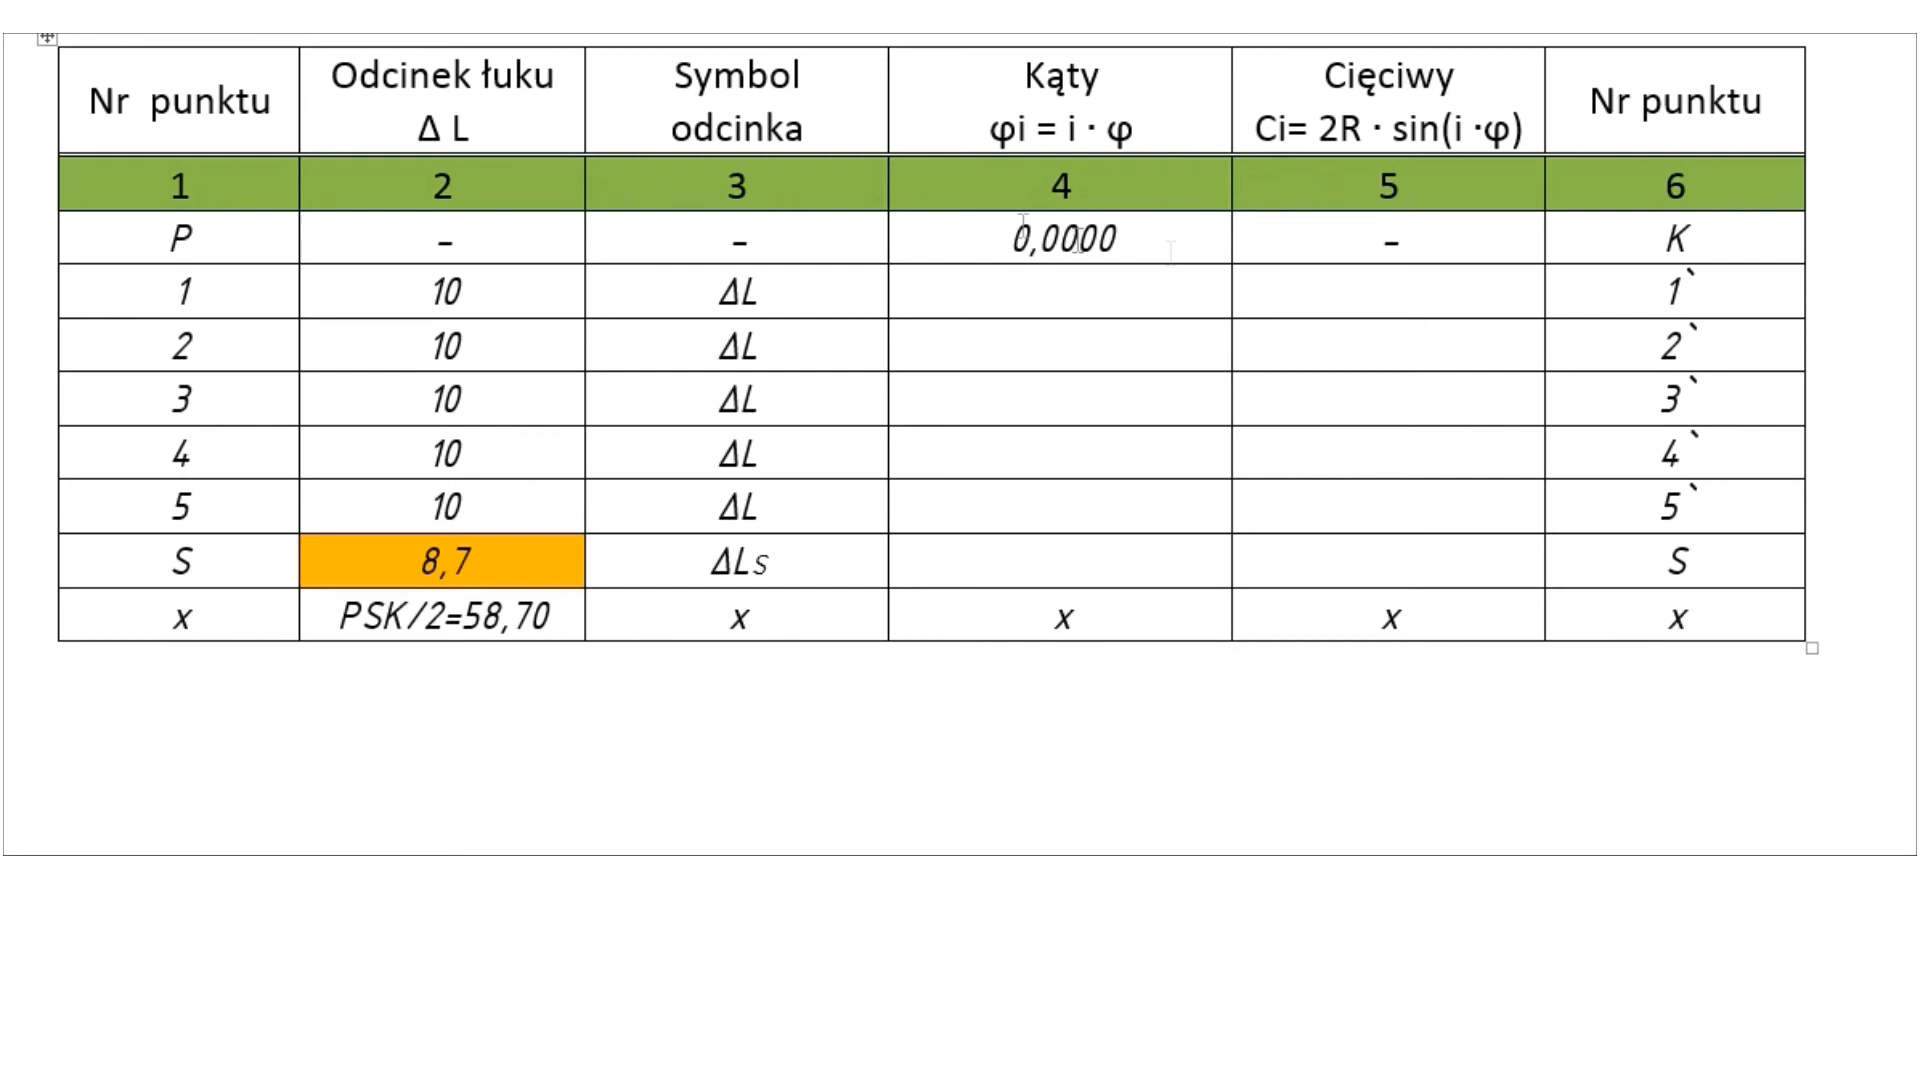 Nr punktu	Odcinek łuku Δ L	Symbol odcinka	Kąty φi = i · φ	Cięciwy Ci= 2R · sin(i ·φ)	Nr punktu
1	2	3	4	5	6
P	-	-	0,0000	-	K
1	10	ΔL			1`
2	10	ΔL			2`
3	10	ΔL			3`
4	10	ΔL			4`
5	10	ΔL			5`
S	8,7	ΔLs			S
x	PSK/2=58,70	x	x	x	x